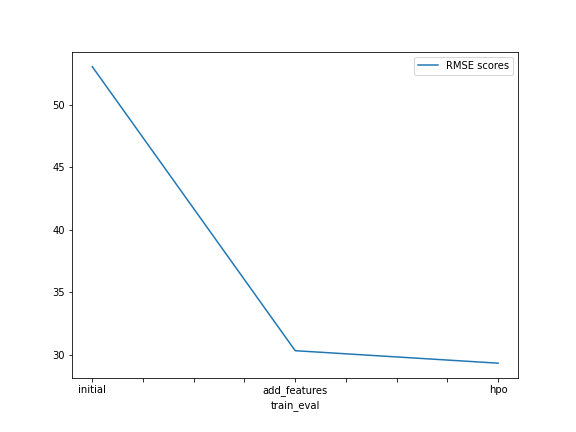 RMSE scores
50
45
40
35
30
initial add_features hpo
train_eval